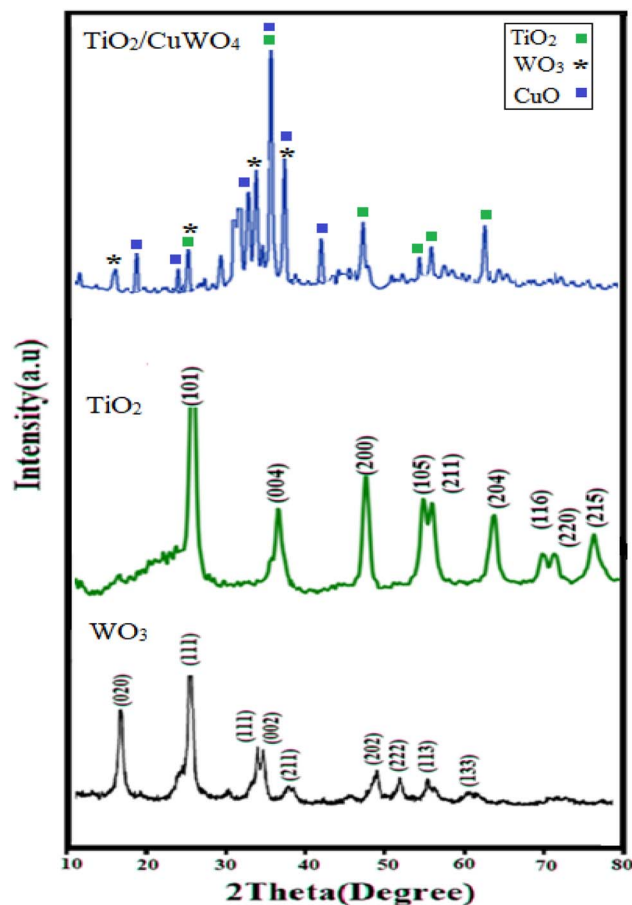 TiO₂/CuWO₄
TiO₂
WO₃ *
CuO
* * * * *
TiO₂
(101)
(004)
(200)
(105)
(211)
(204)
(116)
(220)
(215)
WO₃
(020)
(111)
(111)
(002)
(211)
(202)
(222)
(113)
(133)
Intensity(a.u)
10 20 30 40 50 60 70 80
2Theta(Degree)